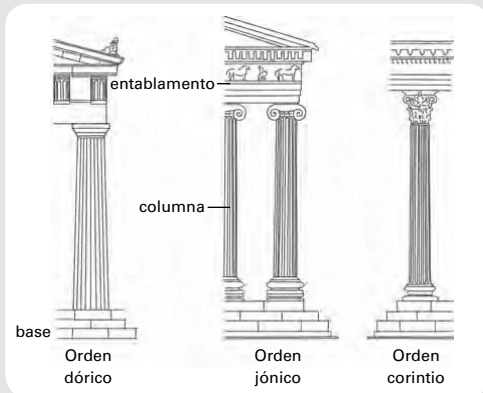 entablamento
columna
base
Orden
dórico
Orden
jónico
Orden
corintio